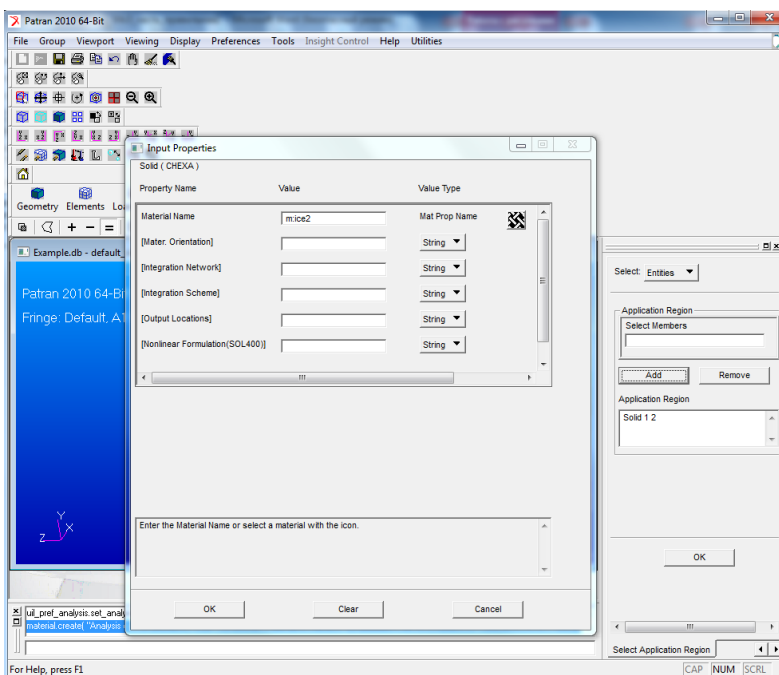 Patran 2010 64-Bit
File Group Viewport Viewing Display Preferences Tools Insight Control Help Utilities
Input Properties
Solid ( CHEXA )
Property Name Value Value Type
Material Name m:ice2 Mat Prop Name
[Mater. Orientation] String
[Integration Network] String
[Integration Scheme] String
[Output Locations] String
[Nonlinear Formulation(SOL400)] String
Enter the Material Name or select a material with the icon.
OK Clear Cancel
Geometry Elements
Example.db - default_
Patran 2010 64-Bi
Fringe: Default, A1
Y
X
Z
Select: Entities
Application Region
Select Members
Add Remove
Application Region
Solid 1 2
OK
Select Application Region
uil_pref_analysis.set_analy
material.create( "Analysis
For Help, press F1
CAP NUM SCRL